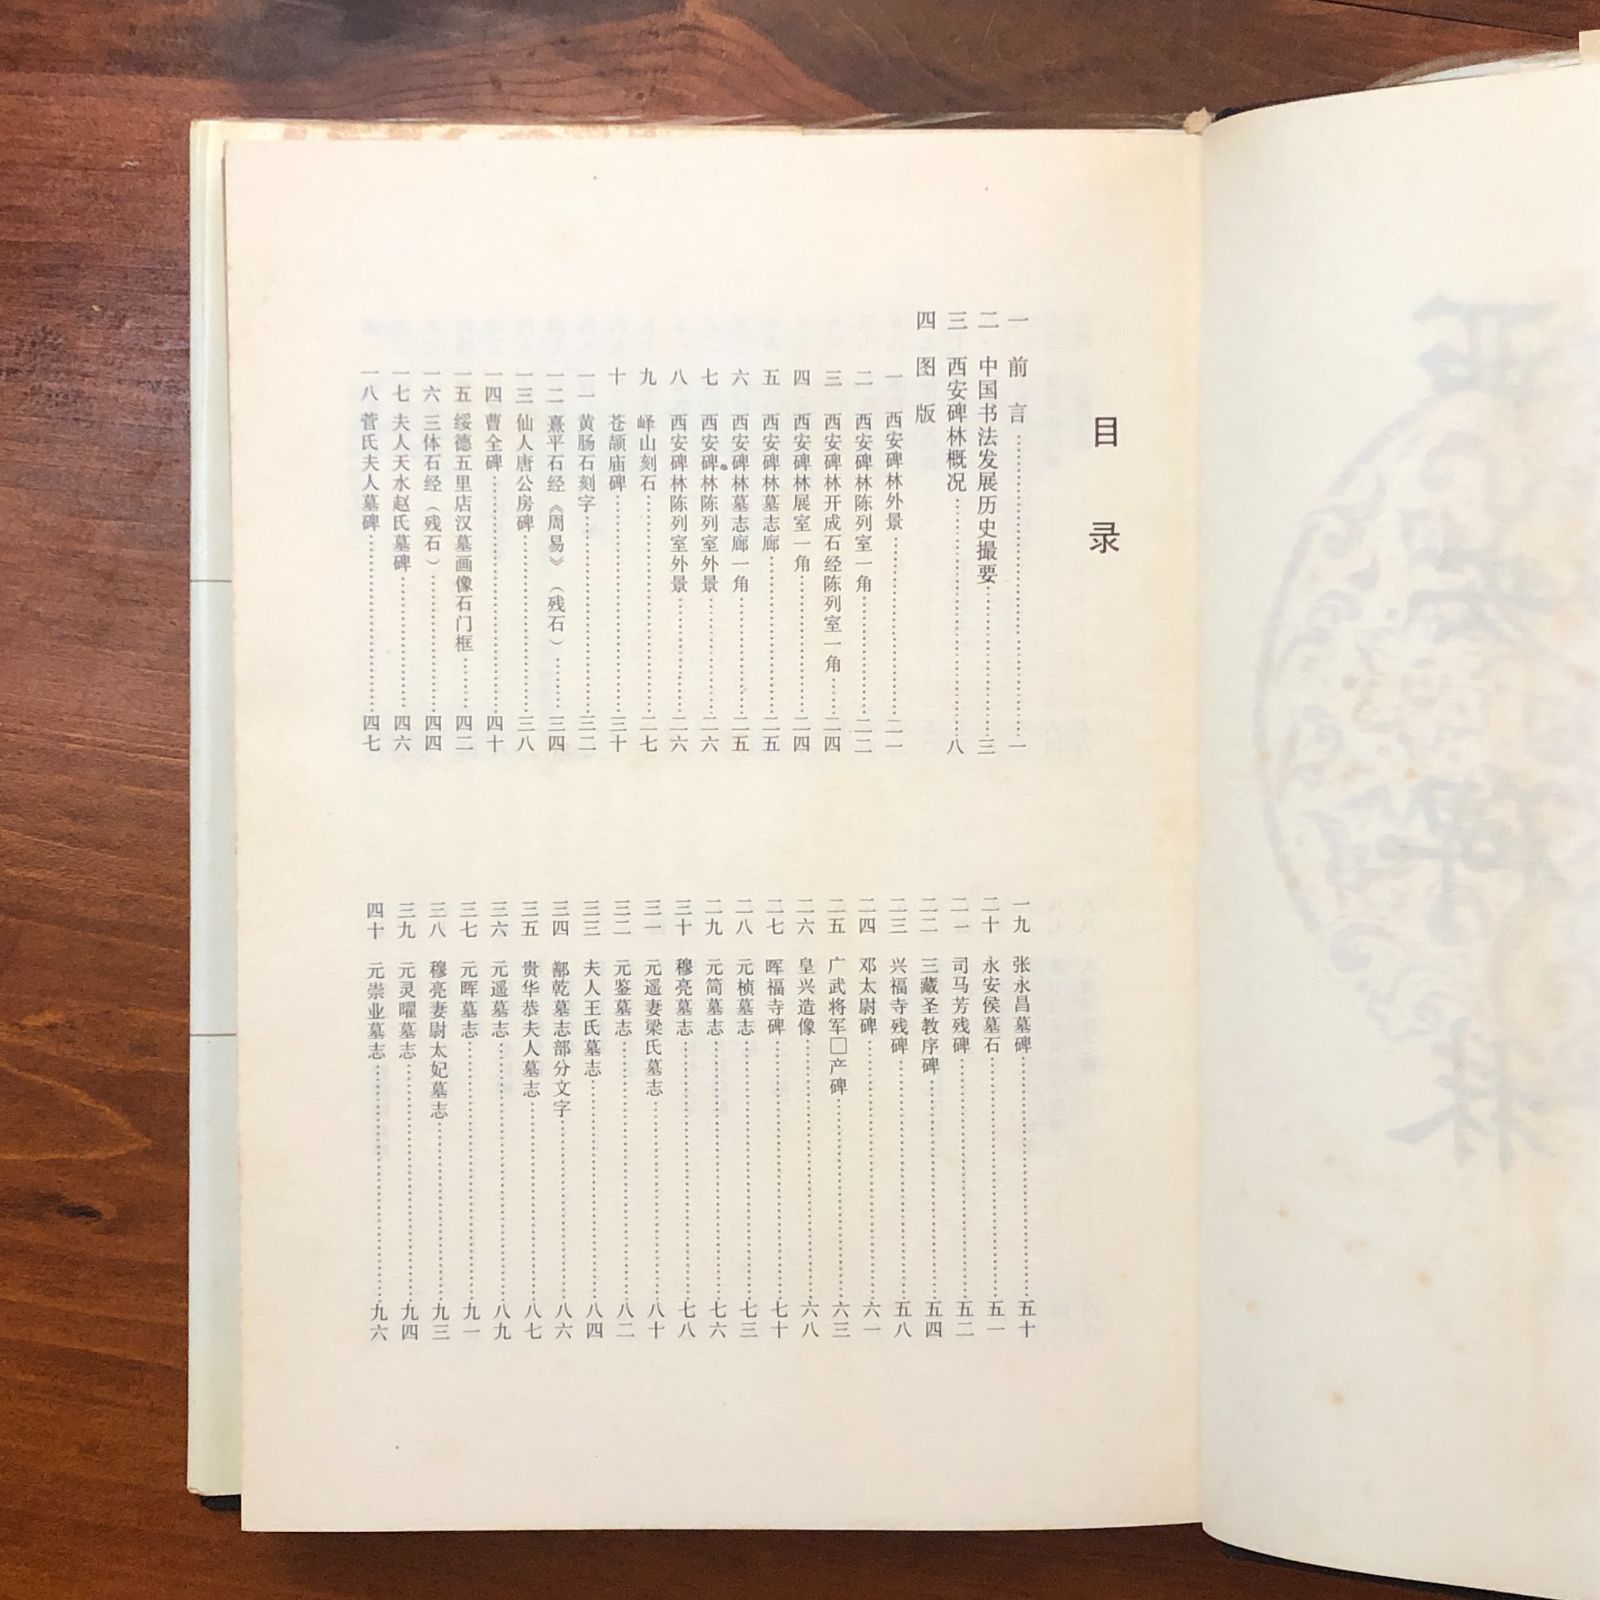 目录
一 前言……一
二 中国书法发展历史撮要……三
三 西安碑林概况……八
四 图版
一 西安碑林外景……二一
二 西安碑林陈列室一角……二二
三 西安碑林开成石经陈列室一角……二四
四 西安碑林展室一角……二四
五 西安碑林墓志廊……二五
六 西安碑林墓志廊一角……二五
七 西安碑林陈列室外景……二六
八 西安碑林陈列室外景……二六
九 峄山刻石……二七
十 苍颉庙碑……三十
一一 黄肠石刻字……三二
一二 熹平石经《周易》（残石）……三四
一三 仙人唐公房碑……三八
一四 曹全碑……四十
一五 绥德五里店汉墓画像石门框……四二
一六 三体石经（残石）……四四
一七 夫人天水赵氏墓碑……四六
一八 菅氏夫人墓碑……四七
一九 张永昌墓碑……五十
二十 永安侯墓石……五一
二一 司马芳残碑……五二
二二 三藏圣教序碑……五四
二三 兴福寺残碑……五八
二四 邓太尉碑……六一
二五 广武将军□产碑……六三
二六 皇兴造像……六八
二七 晖福寺碑……七十
二八 元桢墓志……七三
二九 元简墓志……七六
三十 穆亮墓志……七八
三一 元遥妻梁氏墓志……八十
三二 元鉴墓志……八二
三三 夫人王氏墓志……八四
三四 鄯乾墓志部分文字……八六
三五 贵华恭夫人墓志……八七
三六 元遥墓志……八九
三七 元晖墓志……九一
三八 穆亮妻尉太妃墓志……九三
三九 元灵曜墓志……九四
四十 元崇业墓志……九六